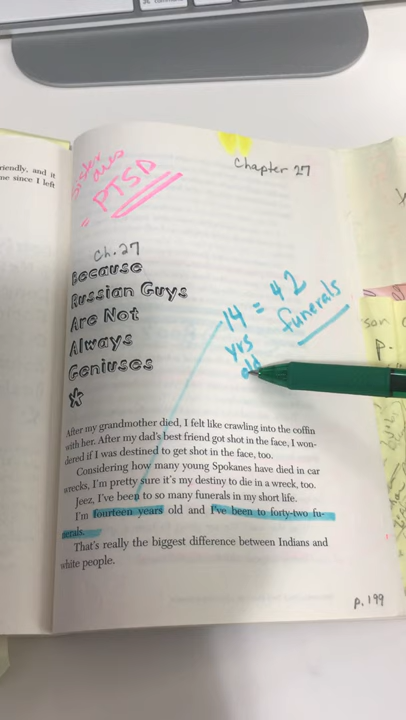 riendly, and it
me since I left
Sister
dies
= PTSD
Chapter 27
Ch. 27
Because
Russian Guys
Are Not
Always
Geniuses
*
14 = 42
yrs funerals
old
After my grandmother died, I felt like crawling into the coffin
with her. After my dad's best friend got shot in the face, I won-
dered if I was destined to get shot in the face, too.
Considering how many young Spokanes have died in car
wrecks, I'm pretty sure it's my destiny to die in a wreck, too.
Jeez, I've been to so many funerals in my short life.
I'm fourteen years old and I've been to forty-two fu-
nerals.
That's really the biggest difference between Indians and
white people.
p. 199
son
p.